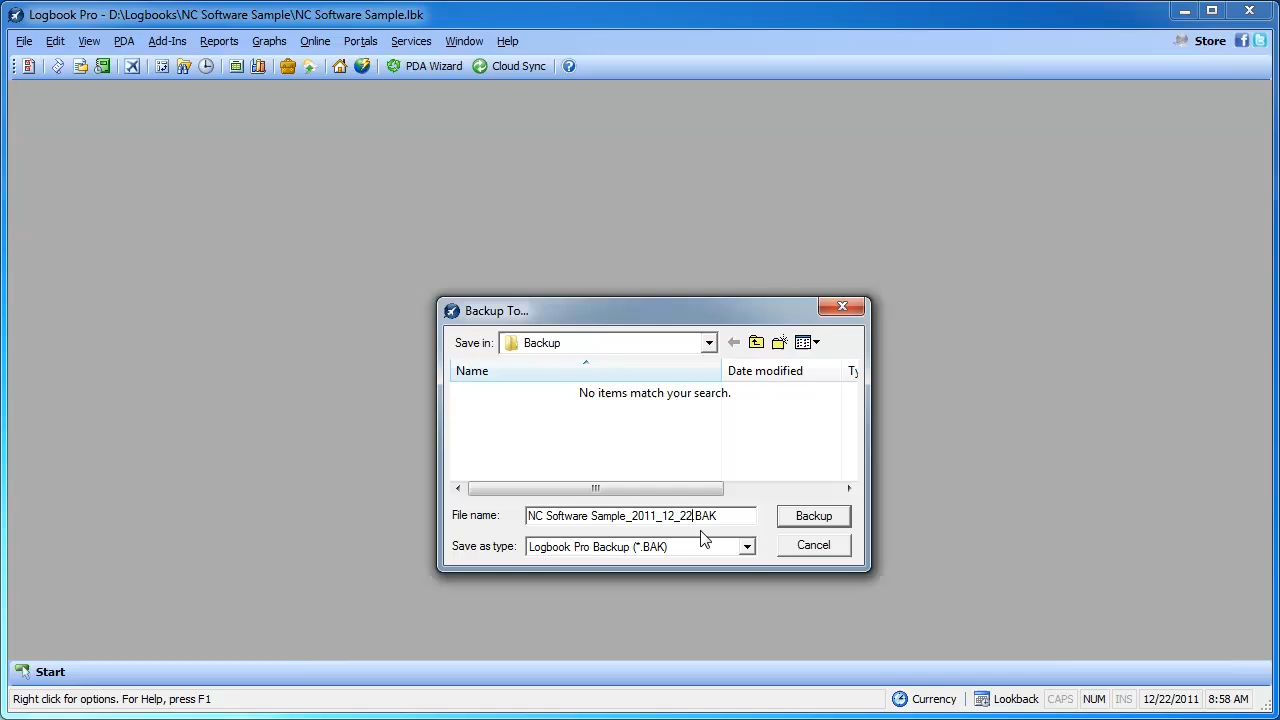 Logbook Pro - D:\Logbooks\NC Software Sample\NC Software Sample.lbk
File Edit View PDA Add-Ins Reports Graphs Online Portals Services Window Help Store
PDA Wizard Cloud Sync
Backup To...
Save in: Backup
Name Date modified Ty
No items match your search.
File name: NC Software Sample_2011_12_22.BAK Backup
Save as type: Logbook Pro Backup (*.BAK) Cancel
Start
Right click for options. For Help, press F1 Currency Lookback CAPS NUM INS 12/22/2011 8:58 AM